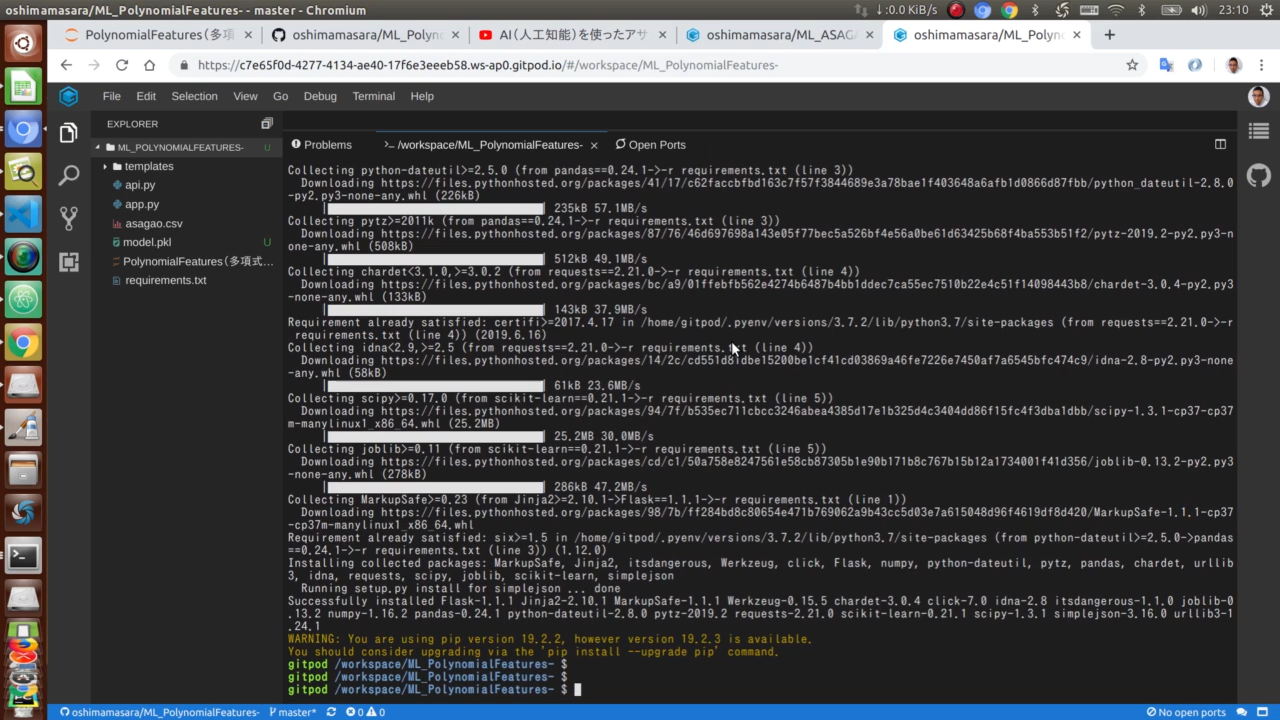 oshimamasara/ML_PolynomialFeatures- - master - Chromium
↓:0.0 KiB/s
23:10
PolynomialFeatures(多項
oshimamasara/ML_Polyn
AI(人工知能)を使ったアサ
oshimamasara/ML_ASAGA
oshimamasara/ML_Polyn
https://c7e65f0d-4277-4134-ae40-17f6e3eeeb58.ws-ap0.gitpod.io/#/workspace/ML_PolynomialFeatures-
File Edit Selection View Go Debug Terminal Help
EXPLORER
ML_POLYNOMIALFEATURES- U
templates
api.py
app.py
asagao.csv
model.pkl U
PolynomialFeatures(多項式...
requirements.txt
Problems >_ /workspace/ML_PolynomialFeatures- Open Ports
Collecting python-dateutil>=2.5.0 (from pandas==0.24.1->-r requirements.txt (line 3))
Downloading https://files.pythonhosted.org/packages/41/17/c62faccbfbd163c7f57f3844689e3a78bae1f403648a6afb1d0866d87fbb/python_dateutil-2.8.0
-py2.py3-none-any.whl (226kB)
235kB 57.1MB/s
Collecting pytz>=2011k (from pandas==0.24.1->-r requirements.txt (line 3))
Downloading https://files.pythonhosted.org/packages/87/76/46d697698a143e05f77bec5a526bf4e56a0be61d63425b68f4ba553b51f2/pytz-2019.2-py2.py3-n
one-any.whl (508kB)
512kB 49.1MB/s
Collecting chardet<3.1.0,>=3.0.2 (from requests==2.21.0->-r requirements.txt (line 4))
Downloading https://files.pythonhosted.org/packages/bc/a9/01ffebfb562e4274b6487b4bb1ddec7ca55ec7510b22e4c51f14098443b8/chardet-3.0.4-py2.py3
-none-any.whl (133kB)
143kB 37.9MB/s
Requirement already satisfied: certifi>=2017.4.17 in /home/gitpod/.pyenv/versions/3.7.2/lib/python3.7/site-packages (from requests==2.21.0->-r
requirements.txt (line 4)) (2019.6.16)
Collecting idna<2.9,>=2.5 (from requests==2.21.0->-r requirements.txt (line 4))
Downloading https://files.pythonhosted.org/packages/14/2c/cd551d81dbe15200be1cf41cd03869a46fe7226e7450af7a6545bfc474c9/idna-2.8-py2.py3-none
-any.whl (58kB)
61kB 23.6MB/s
Collecting scipy>=0.17.0 (from scikit-learn==0.21.1->-r requirements.txt (line 5))
Downloading https://files.pythonhosted.org/packages/94/7f/b535ec711cbcc3246abea4385d17e1b325d4c3404dd86f15fc4f3dba1dbb/scipy-1.3.1-cp37-cp37
m-manylinux1_x86_64.whl (25.2MB)
25.2MB 30.0MB/s
Collecting joblib>=0.11 (from scikit-learn==0.21.1->-r requirements.txt (line 5))
Downloading https://files.pythonhosted.org/packages/cd/c1/50a758e8247561e58cb87305b1e90b171b8c767b15b12a1734001f41d356/joblib-0.13.2-py2.py3
-none-any.whl (278kB)
286kB 47.2MB/s
Collecting MarkupSafe>=0.23 (from Jinja2>=2.10.1->Flask==1.1.1->-r requirements.txt (line 1))
Downloading https://files.pythonhosted.org/packages/98/7b/ff284bd8c80654e471b769062a9b43cc5d03e7a615048d96f4619df8d420/MarkupSafe-1.1.1-cp37
-cp37m-manylinux1_x86_64.whl
Requirement already satisfied: six>=1.5 in /home/gitpod/.pyenv/versions/3.7.2/lib/python3.7/site-packages (from python-dateutil>=2.5.0->pandas
==0.24.1->-r requirements.txt (line 3)) (1.12.0)
Installing collected packages: MarkupSafe, Jinja2, itsdangerous, Werkzeug, click, Flask, numpy, python-dateutil, pytz, pandas, chardet, urllib
3, idna, requests, scipy, joblib, scikit-learn, simplejson
Running setup.py install for simplejson ... done
Successfully installed Flask-1.1.1 Jinja2-2.10.1 MarkupSafe-1.1.1 Werkzeug-0.15.5 chardet-3.0.4 click-7.0 idna-2.8 itsdangerous-1.1.0 joblib-0
.13.2 numpy-1.16.2 pandas-0.24.1 python-dateutil-2.8.0 pytz-2019.2 requests-2.21.0 scikit-learn-0.21.1 scipy-1.3.1 simplejson-3.16.0 urllib3-1
.24.1
WARNING: You are using pip version 19.2.2, however version 19.2.3 is available.
You should consider upgrading via the 'pip install --upgrade pip' command.
gitpod /workspace/ML_PolynomialFeatures- $
gitpod /workspace/ML_PolynomialFeatures- $
gitpod /workspace/ML_PolynomialFeatures- $
oshimamasara/ML_PolynomialFeatures- master* 0 0 No open ports